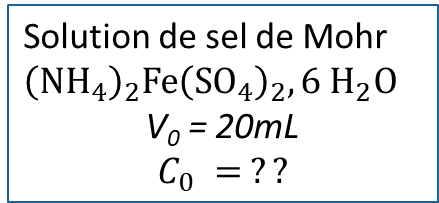 Solution de sel de Mohr
(NH₄)₂Fe(SO₄)₂, 6 H₂O
V₀ = 20mL
C₀ = ??